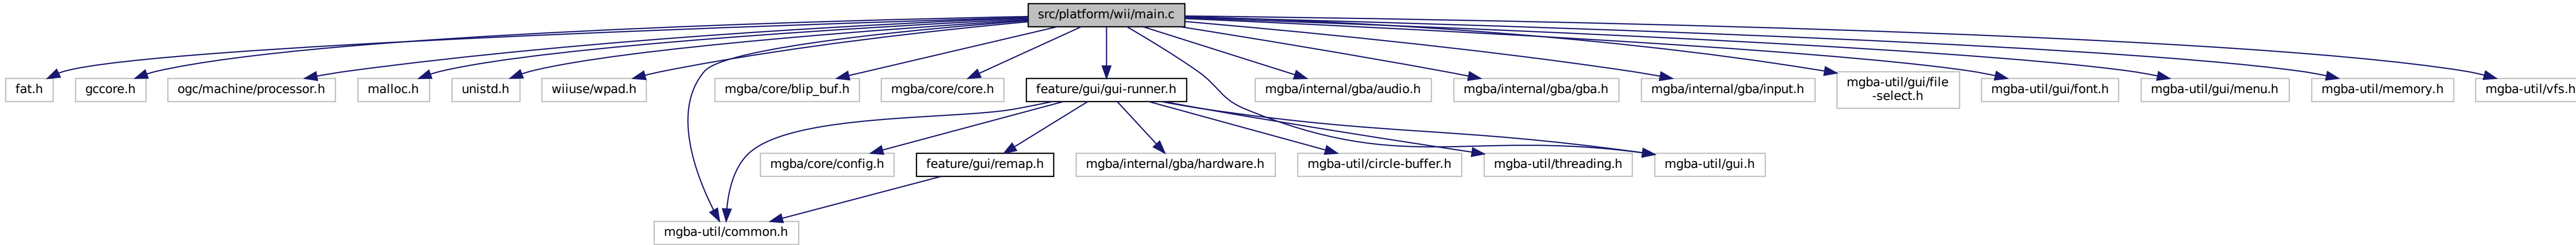 src/platform/wii/main.c
fat.h
gccore.h
ogc/machine/processor.h
malloc.h
unistd.h
wiiuse/wpad.h
mgba/core/blip_buf.h
mgba/core/core.h
feature/gui/gui-runner.h
mgba/internal/gba/audio.h
mgba/internal/gba/gba.h
mgba/internal/gba/input.h
mgba-util/gui/file
-select.h
mgba-util/gui/font.h
mgba-util/gui/menu.h
mgba-util/memory.h
mgba-util/vfs.h
mgba/core/config.h
feature/gui/remap.h
mgba/internal/gba/hardware.h
mgba-util/circle-buffer.h
mgba-util/threading.h
mgba-util/gui.h
mgba-util/common.h